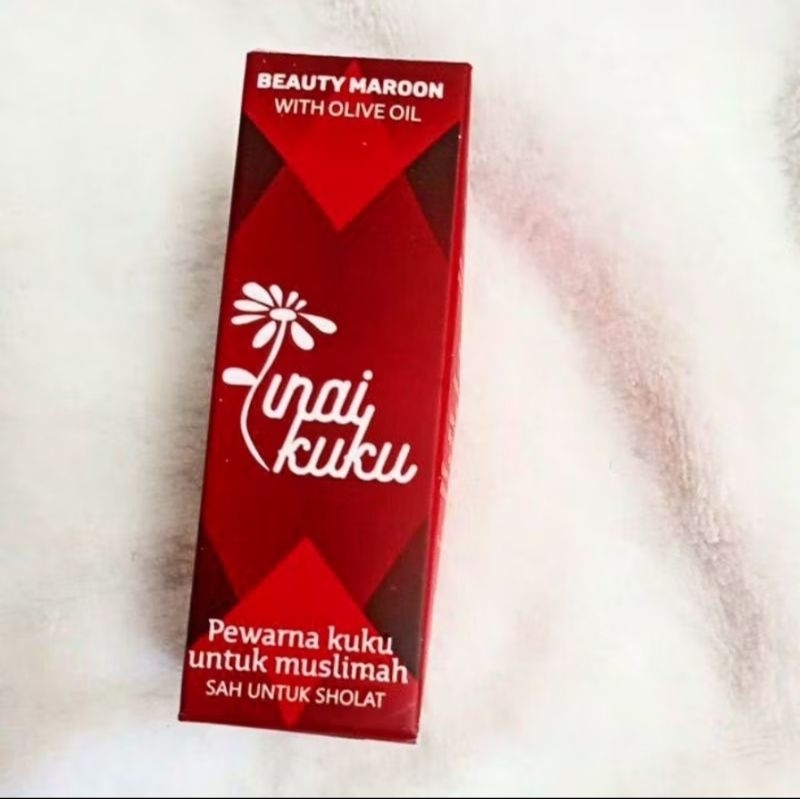 BEAUTY MAROON
WITH OLIVE OIL
inai
kuku
Pewarna kuku
untuk muslimah
SAH UNTUK SHOLAT